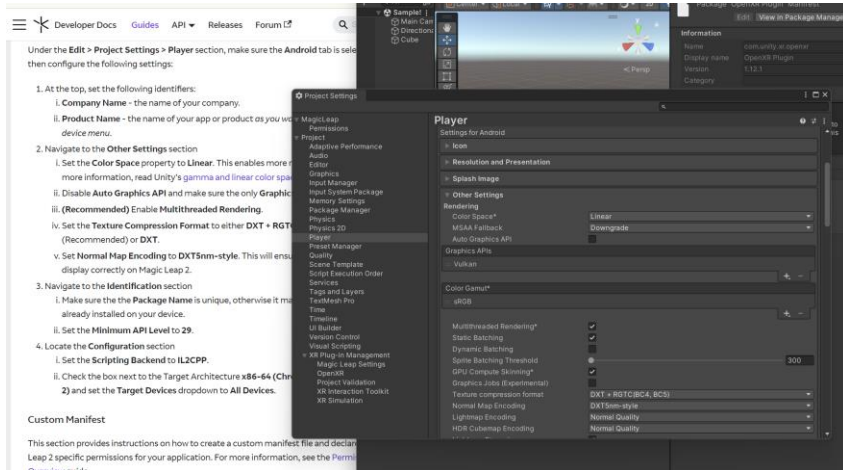 Developer Docs Guides API Releases Forum
Under the Edit > Project Settings > Player section, make sure the Android tab is sele
then configure the following settings:
1. At the top, set the following identifiers:
i. Company Name - the name of your company.
ii. Product Name - the name of your app or product as you wa
device menu.
2. Navigate to the Other Settings section
i. Set the Color Space property to Linear. This enables more r
more information, read Unity's gamma and linear color spac
ii. Disable Auto Graphics API and make sure the only Graphic
iii. (Recommended) Enable Multithreaded Rendering.
iv. Set the Texture Compression Format to either DXT + RGTC
(Recommended) or DXT.
v. Set Normal Map Encoding to DXT5nm-style. This will ensu
display correctly on Magic Leap 2.
3. Navigate to the Identification section
i. Make sure the the Package Name is unique, otherwise it ma
already installed on your device.
ii. Set the Minimum API Level to 29.
4. Locate the Configuration section
i. Set the Scripting Backend to IL2CPP.
ii. Check the box next to the Target Architecture x86-64 (Chr
2) and set the Target Devices dropdown to All Devices.
Custom Manifest
This section provides instructions on how to create a custom manifest file and declar
Leap 2 specific permissions for your application. For more information, see the Permi
Sample!
Main Cam
Direction
Cube
Center
< Persp
Package "OpenXR Plugin" Manifest
Edit View in Package Manage
Information
Name com.unity.xr.openxr
Display name OpenXR Plugin
Version 1.12.1
Category
Project Settings
MagicLeap
Permissions
Project
Adaptive Performance
Audio
Editor
Graphics
Input Manager
Input System Package
Memory Settings
Package Manager
Physics
Physics 2D
Player
Preset Manager
Quality
Scene Template
Script Execution Order
Services
Tags and Layers
TextMesh Pro
Time
Timeline
UI Builder
Version Control
Visual Scripting
XR Plug-in Management
Magic Leap Settings
OpenXR
Project Validation
XR Interaction Toolkit
XR Simulation
Player
Settings for Android
Icon
Resolution and Presentation
Splash Image
Other Settings
Rendering
Color Space* Linear
MSAA Fallback Downgrade
Auto Graphics API
Graphics APIs
Vulkan
Color Gamut*
sRGB
Multithreaded Rendering*
Static Batching
Dynamic Batching
Sprite Batching Threshold 300
GPU Compute Skinning*
Graphics Jobs (Experimental)
Texture compression format DXT + RGTC(BC4, BC5)
Normal Map Encoding DXT5nm-style
Lightmap Encoding Normal Quality
HDR Cubemap Encoding Normal Quality